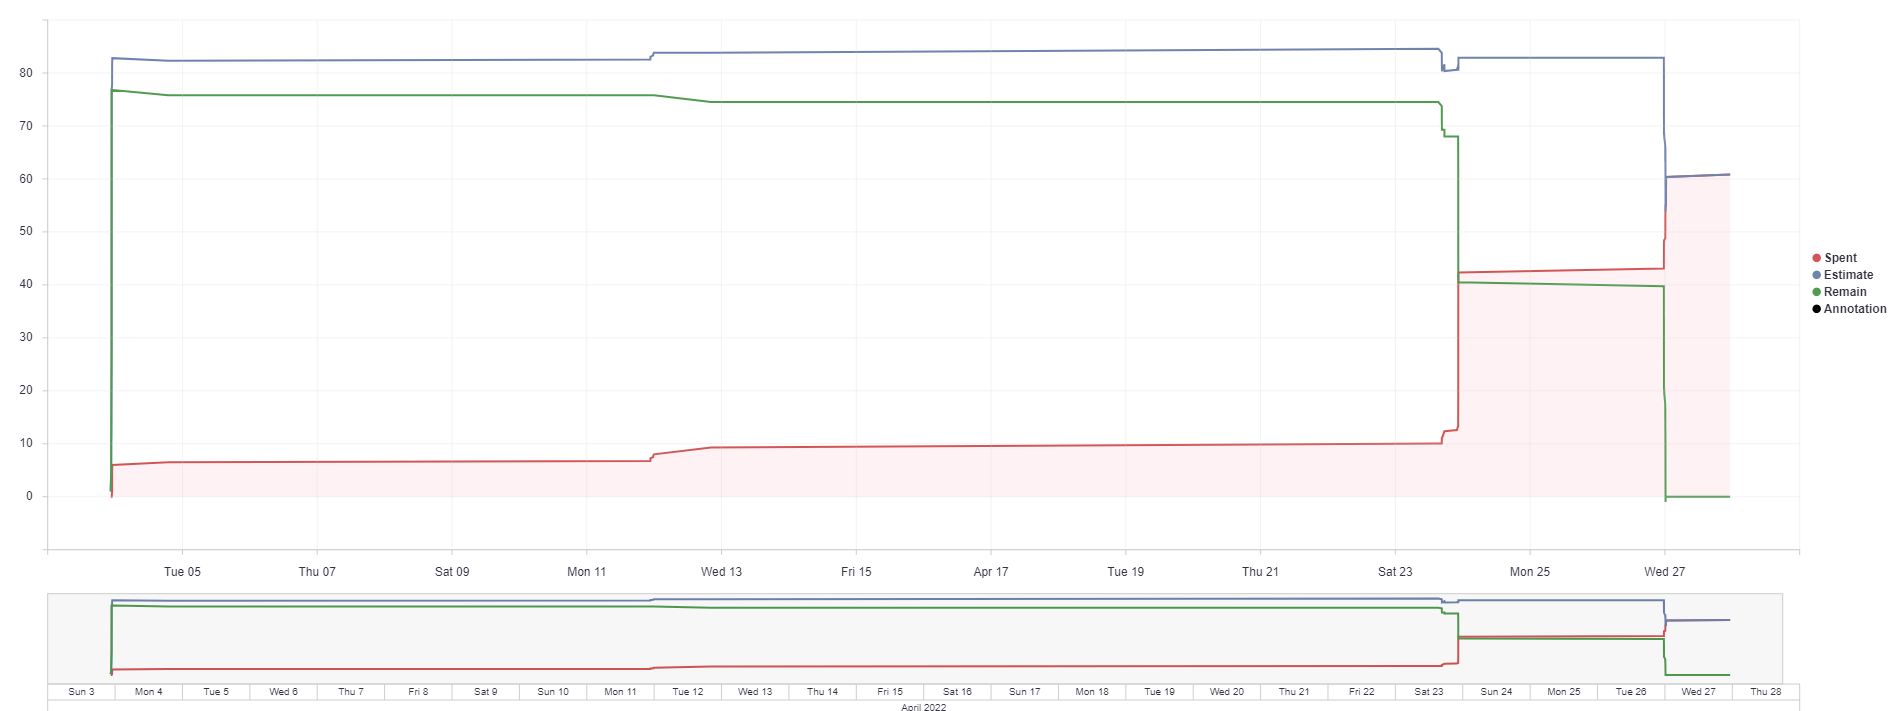 80
70
60
50
40
30
20
10
0
Tue 05 Thu 07 Sat 09 Mon 11 Wed 13 Fri 15 Apr 17 Tue 19 Thu 21 Sat 23 Mon 25 Wed 27
Spent
Estimate
Remain
Annotation
Sun 3 Mon 4 Tue 5 Wed 6 Thu 7 Fri 8 Sat 9 Sun 10 Mon 11 Tue 12 Wed 13 Thu 14 Fri 15 Sat 16 Sun 17 Mon 18 Tue 19 Wed 20 Thu 21 Fri 22 Sat 23 Sun 24 Mon 25 Tue 26 Wed 27 Thu 28
April 2022